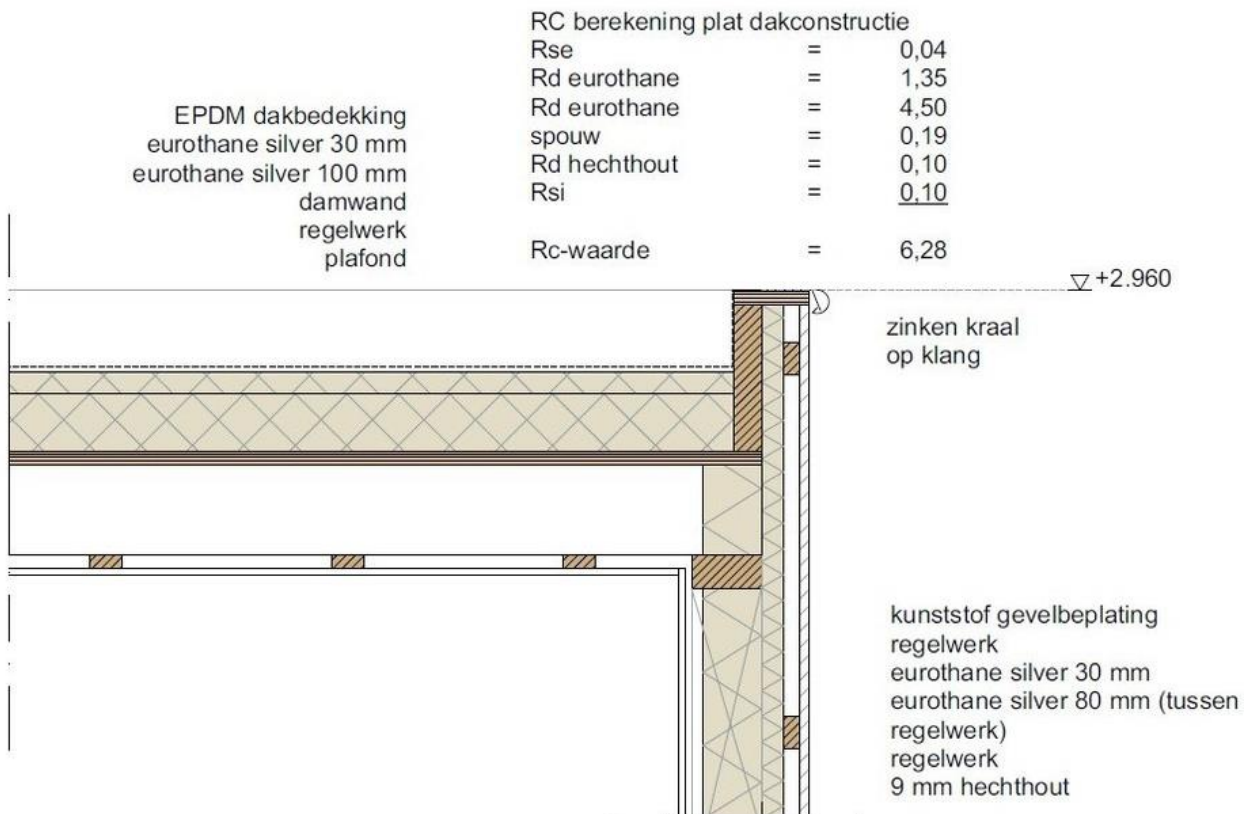 RC berekening plat dakconstructie
Rse = 0,04
Rd eurothane = 1,35
Rd eurothane = 4,50
spouw = 0,19
Rd hechthout = 0,10
Rsi = 0,10
Rc-waarde = 6,28
EPDM dakbedekking
eurothane silver 30 mm
eurothane silver 100 mm
damwand
regelwerk
plafond
+2.960
zinken kraal
op klang
kunststof gevelbeplating
regelwerk
eurothane silver 30 mm
eurothane silver 80 mm (tussen
regelwerk)
regelwerk
9 mm hechthout